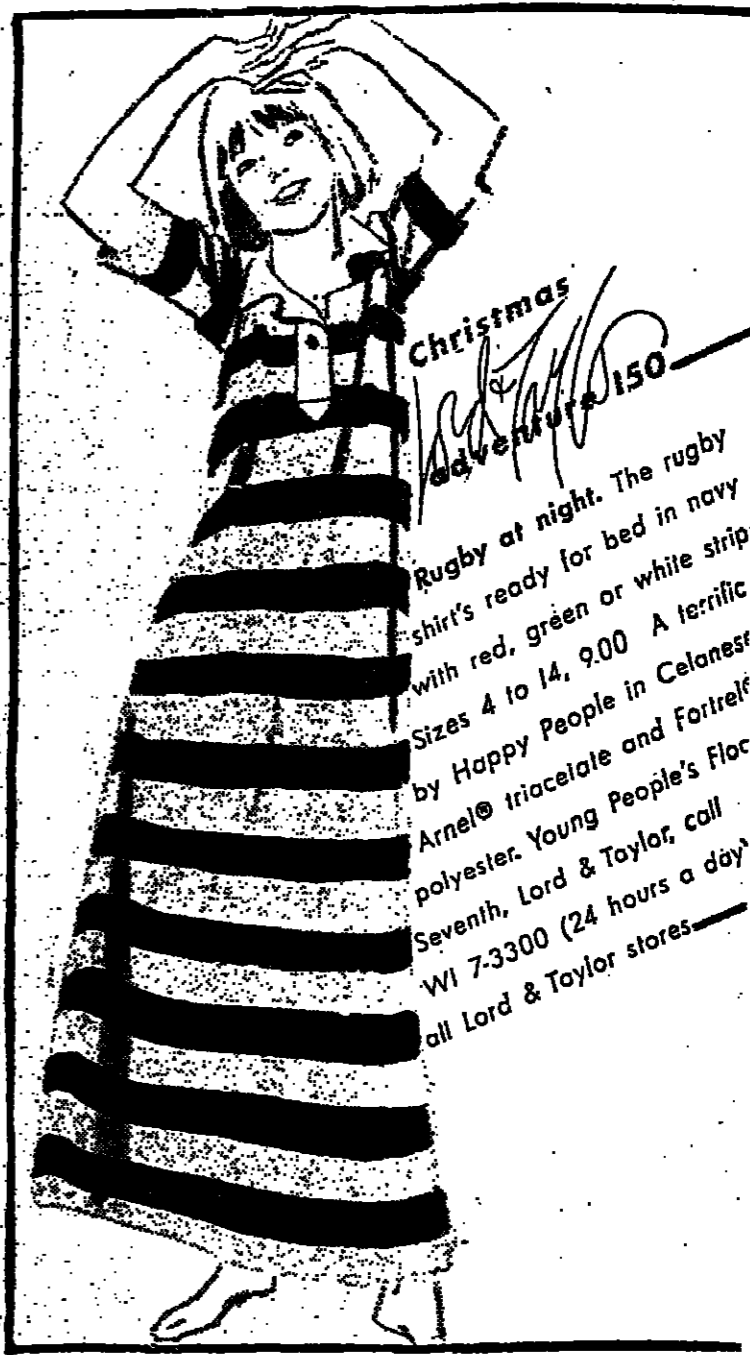 Christmas
Lord & Taylor
adventure 150
Rugby at night. The rugby
shirt's ready for bed in navy
with red, green or white strip
Sizes 4 to 14, 9.00 A terrific
by Happy People in Celanese
Arnel® triacetate and Fortrel®
polyester. Young People's Floo
Seventh, Lord & Taylor, call
WI 7-3300 (24 hours a day)
all Lord & Taylor stores